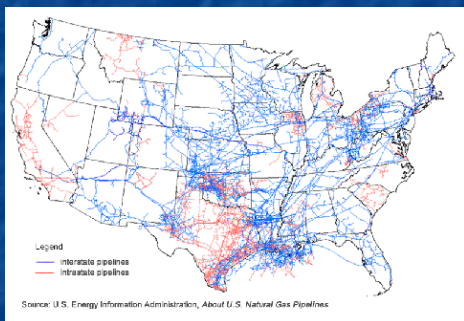 Legend
Interstate pipelines
Intrastate pipelines
Source: U.S. Energy Information Administration, About U.S. Natural Gas Pipelines